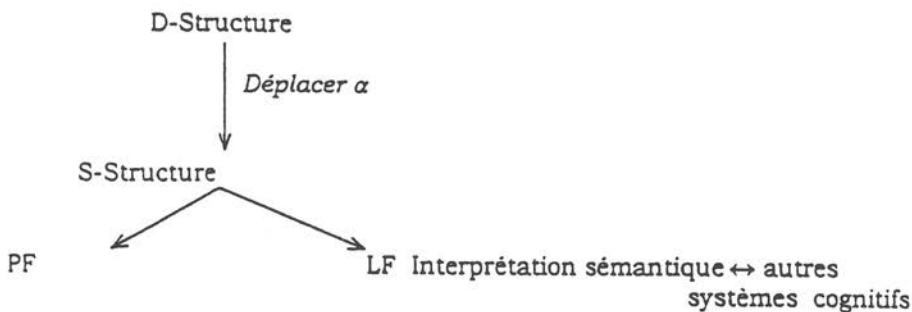 D-Structure
Déplacer α
S-Structure
PF
LF Interprétation sémantique ↔ autres
systèmes cognitifs